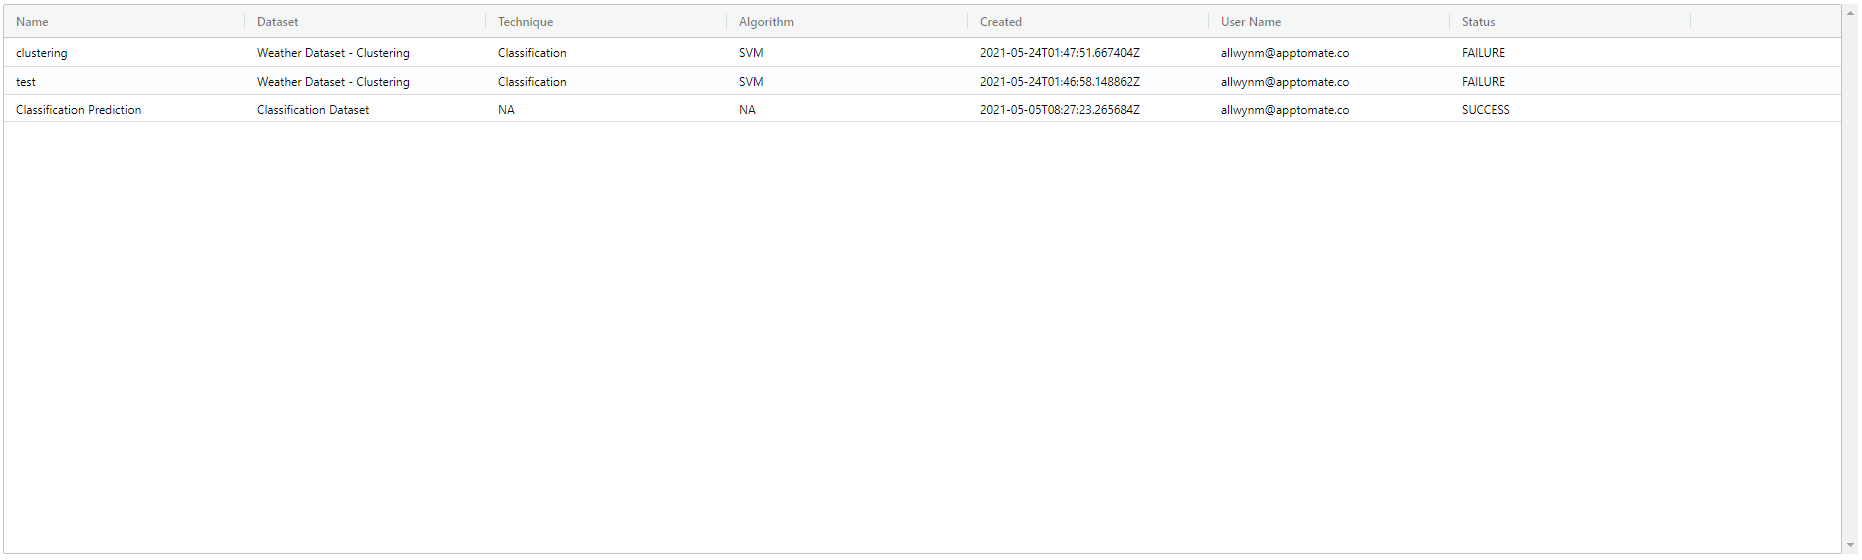 Name Dataset Technique Algorithm Created User Name Status
clustering Weather Dataset - Clustering Classification SVM 2021-05-24T01:47:51.667404Z allwynm@apptomate.co FAILURE
test Weather Dataset - Clustering Classification SVM 2021-05-24T01:46:58.148862Z allwynm@apptomate.co FAILURE
Classification Prediction Classification Dataset NA NA 2021-05-05T08:27:23.265684Z allwynm@apptomate.co SUCCESS